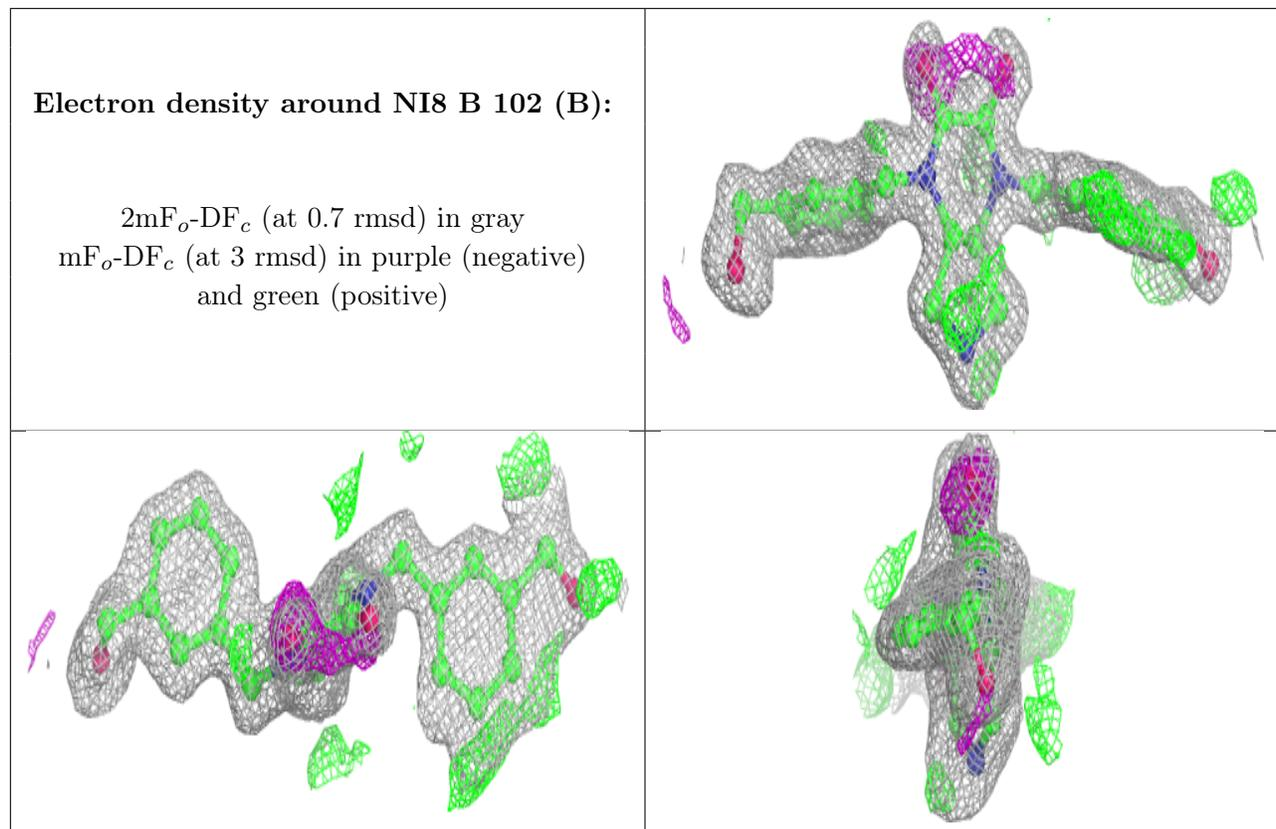 Electron density around NI8 B 102 (B):
2mFo-DFc (at 0.7 rmsd) in gray
mFo-DFc (at 3 rmsd) in purple (negative)
and green (positive)